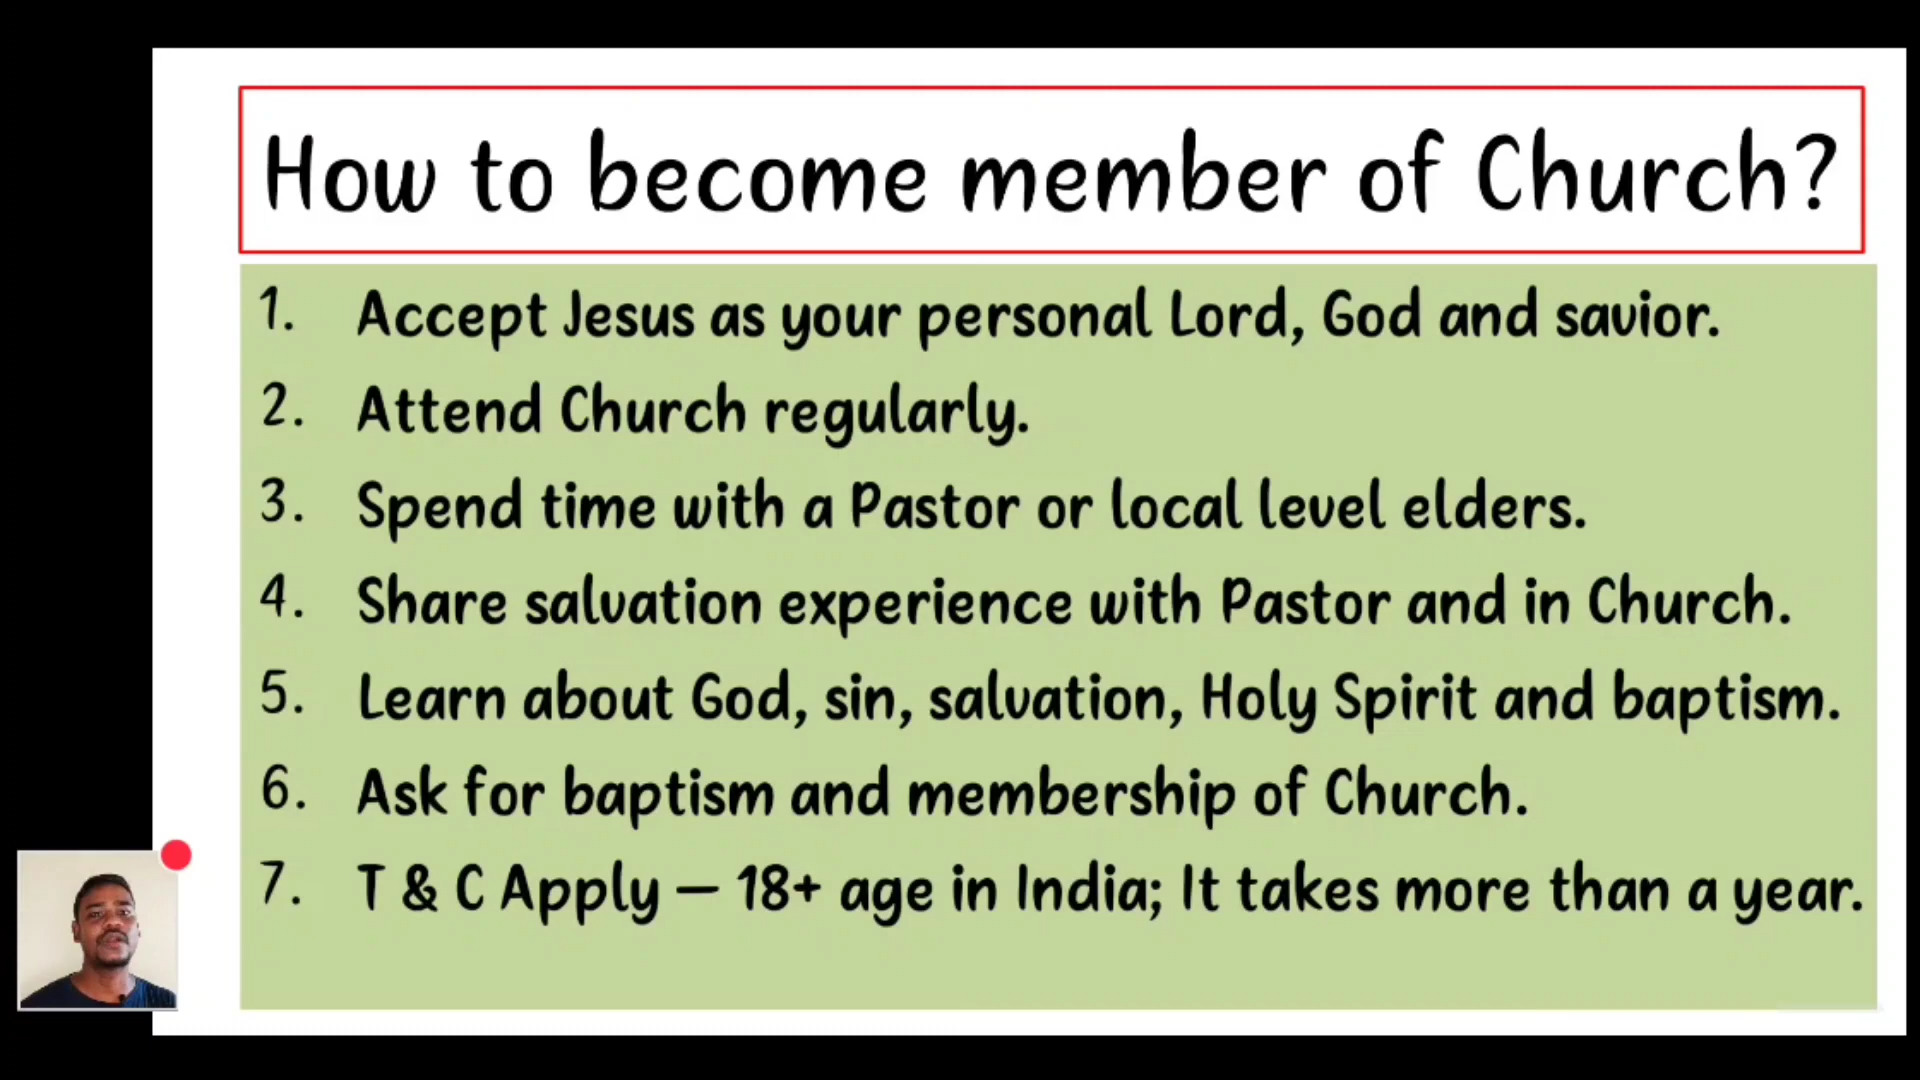 How to become member of Church?
1. Accept Jesus as your personal Lord, God and savior.
2. Attend Church regularly.
3. Spend time with a Pastor or local level elders.
4. Share salvation experience with Pastor and in Church.
5. Learn about God, sin, salvation, Holy Spirit and baptism.
6. Ask for baptism and membership of Church.
7. T & C Apply – 18+ age in India; It takes more than a year.